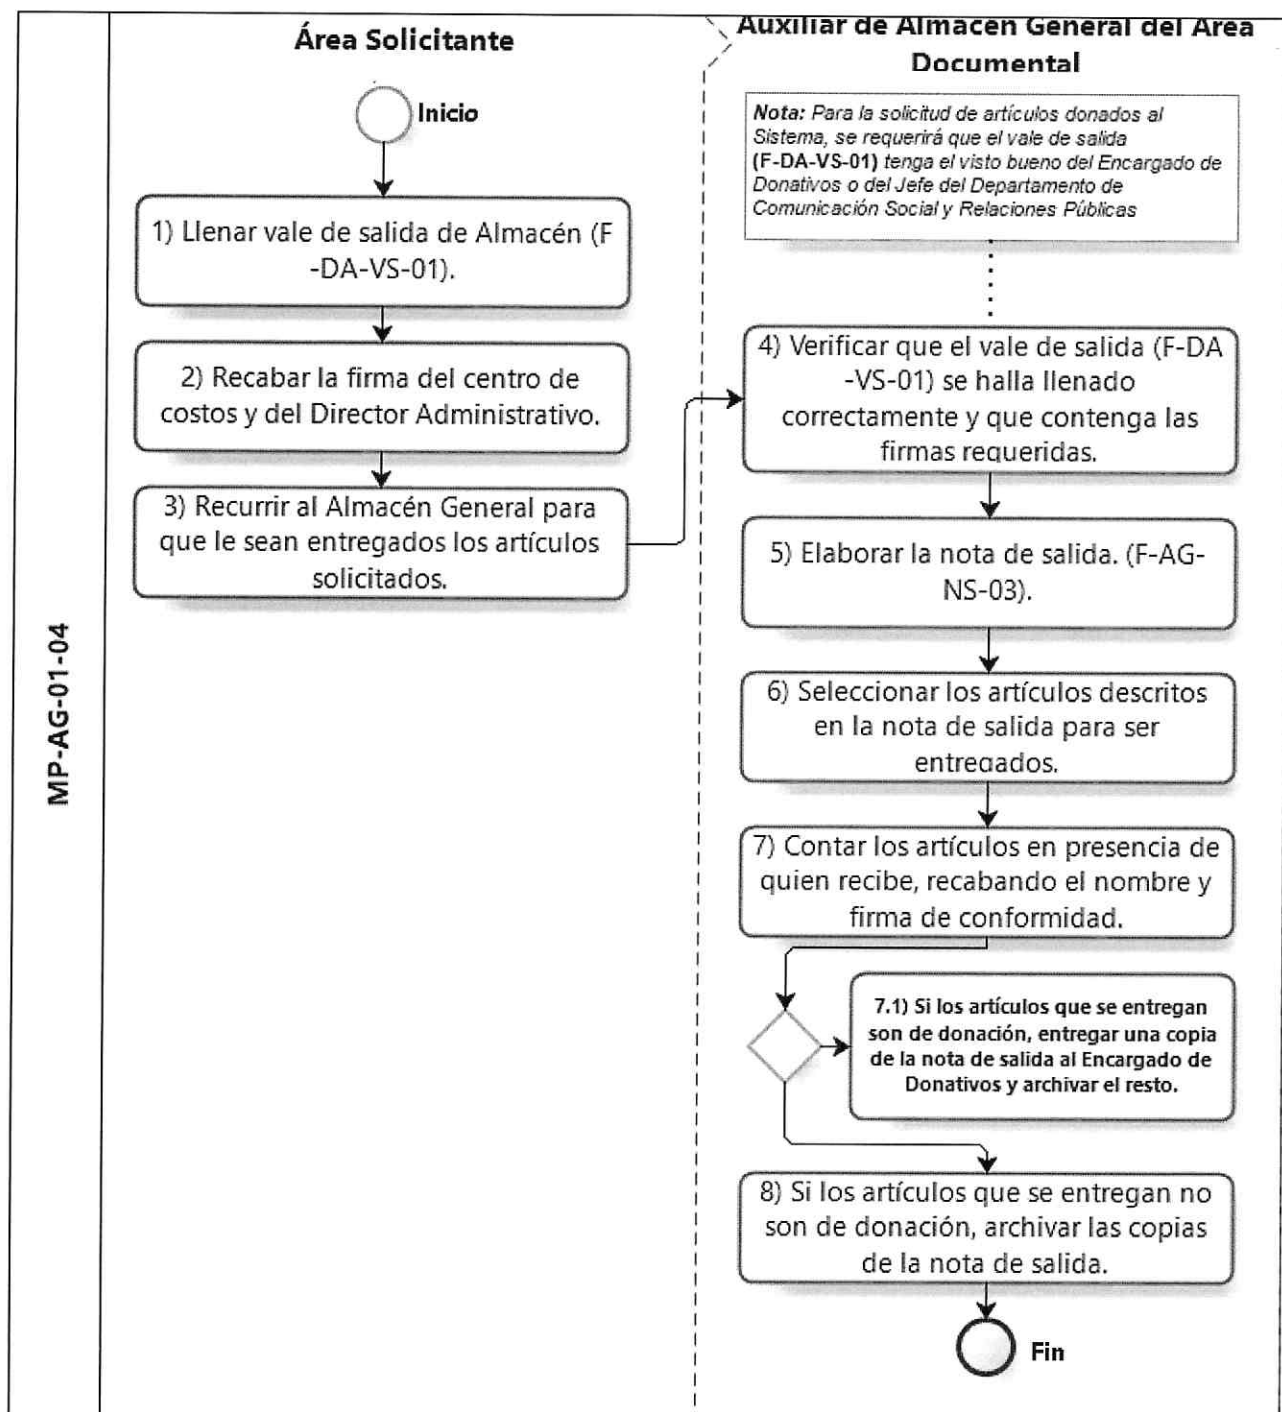 MP-AG-01-04
Área Solicitante
Inicio
1) Llenar vale de salida de Almacén (F
-DA-VS-01).
2) Recabar la firma del centro de
costos y del Director Administrativo.
3) Recurrir al Almacén General para
que le sean entregados los artículos
solicitados.
Auxiliar de Almacén General del Área
Documental
Nota: Para la solicitud de artículos donados al
Sistema, se requerirá que el vale de salida
(F-DA-VS-01) tenga el visto bueno del Encargado de
Donativos o del Jefe del Departamento de
Comunicación Social y Relaciones Públicas
4) Verificar que el vale de salida (F-DA
-VS-01) se halla llenado
correctamente y que contenga las
firmas requeridas.
5) Elaborar la nota de salida. (F-AG-
NS-03).
6) Seleccionar los artículos descritos
en la nota de salida para ser
entregados.
7) Contar los artículos en presencia de
quien recibe, recabando el nombre y
firma de conformidad.
7.1) Si los artículos que se entregan
son de donación, entregar una copia
de la nota de salida al Encargado de
Donativos y archivar el resto.
8) Si los artículos que se entregan no
son de donación, archivar las copias
de la nota de salida.
Fin